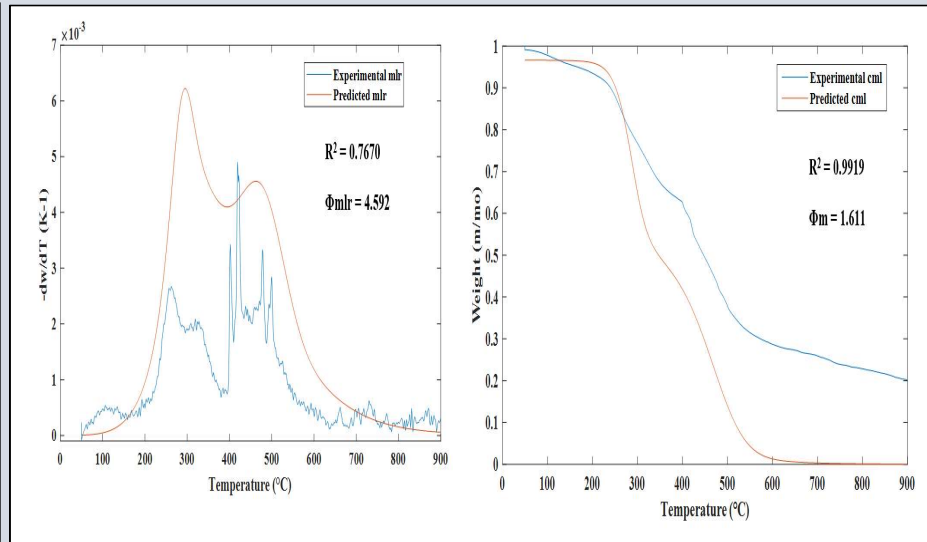 ×10⁻³
7
6
5
4
3
2
1
0
-dw/dT (K-1)
0 100 200 300 400 500 600 700 800 900
Temperature (°C)
Experimental mlr
Predicted mlr
R² = 0.7670
Φmlr = 4.592
1
0.9
0.8
0.7
0.6
0.5
0.4
0.3
0.2
0.1
0
Weight (m/mo)
0 100 200 300 400 500 600 700 800 900
Temperature (°C)
Experimental cml
Predicted cml
R² = 0.9919
Φm = 1.611